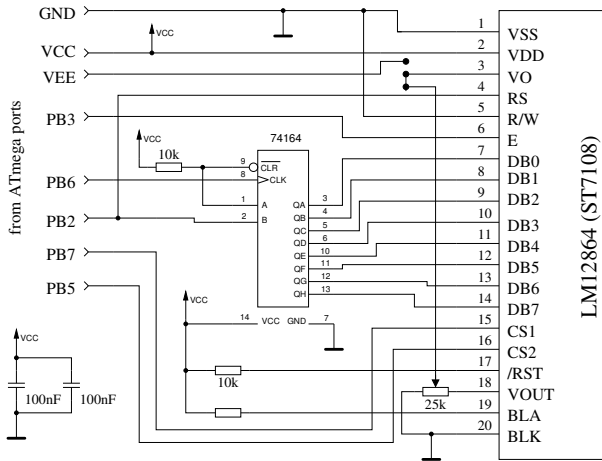 GND
VCC
VCC
VEE
PB3
VCC
10k
PB6
PB2
PB7
PB5
from ATmega ports
74164
9 CLR
8 CLK
1 A
2 B
QA 3
QB 4
QC 5
QD 6
QE 10
QF 11
QG 12
QH 13
VCC
14 VCC GND 7
10k
25k
VCC
100nF 100nF
1 VSS
2 VDD
3 VO
4 RS
5 R/W
6 E
7 DB0
8 DB1
9 DB2
10 DB3
11 DB4
12 DB5
13 DB6
14 DB7
15 CS1
16 CS2
17 /RST
18 VOUT
19 BLA
20 BLK
LM12864 (ST7108)